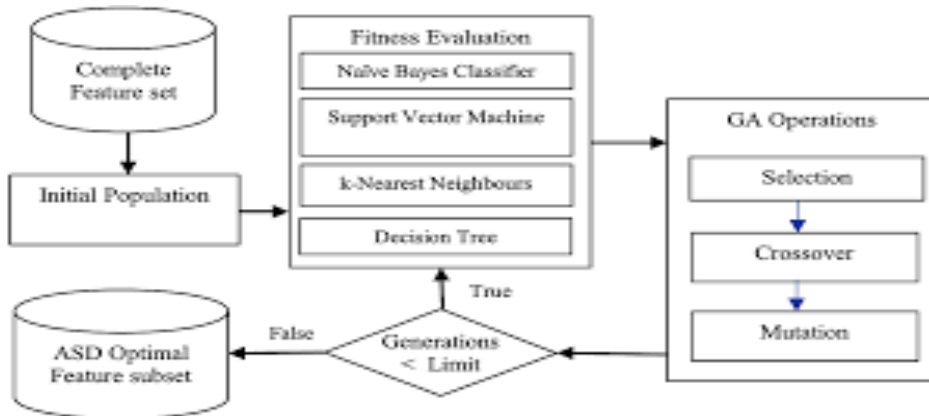 Complete
Feature set
Initial Population
Fitness Evaluation
Naïve Bayes Classifier
Support Vector Machine
k-Nearest Neighbours
Decision Tree
GA Operations
Selection
Crossover
Mutation
Generations
< Limit
True
False
ASD Optimal
Feature subset